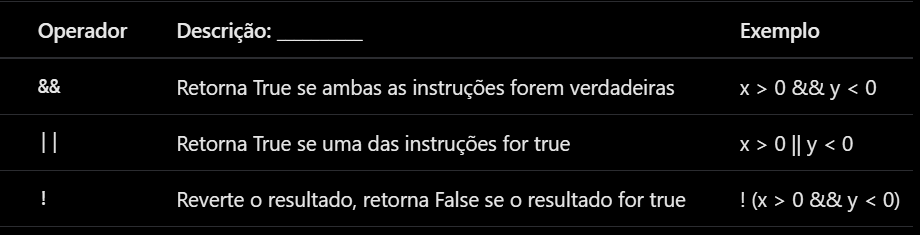 Operador Descrição: __________ Exemplo
&& Retorna True se ambas as instruções forem verdadeiras x > 0 && y < 0
|| Retorna True se uma das instruções for true x > 0 || y < 0
! Reverte o resultado, retorna False se o resultado for true ! (x > 0 && y < 0)